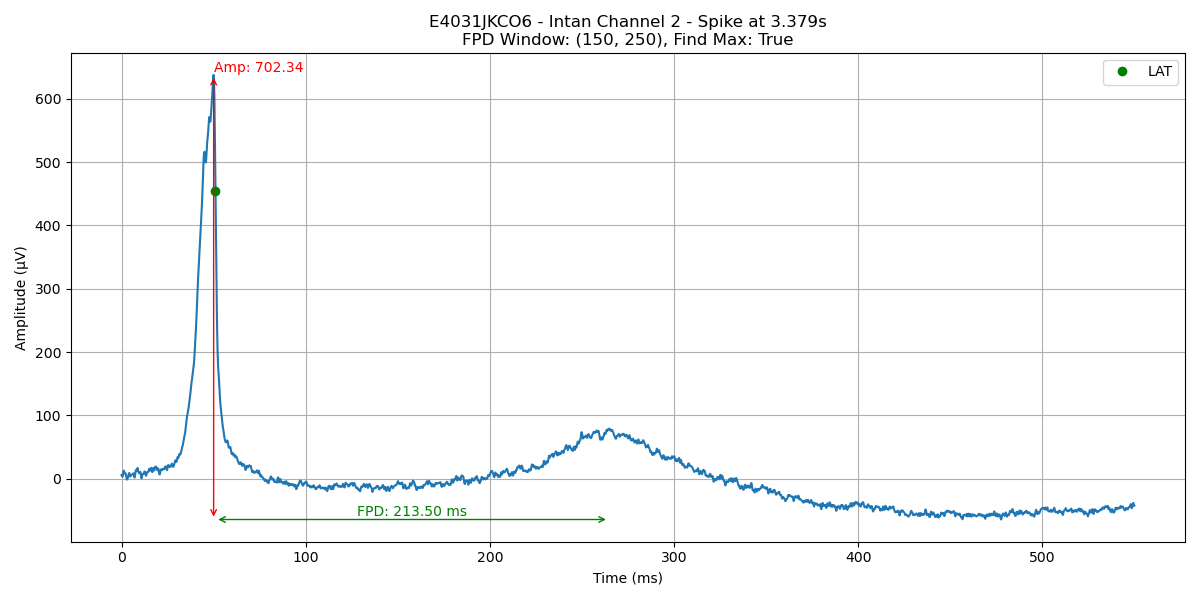 E4031JKCO6 - Intan Channel 2 - Spike at 3.379s
FPD Window: (150, 250), Find Max: True
Amp: 702.34
LAT
600
500
400
300
200
100
0
Amplitude (µV)
FPD: 213.50 ms
0
100
200
300
400
500
Time (ms)